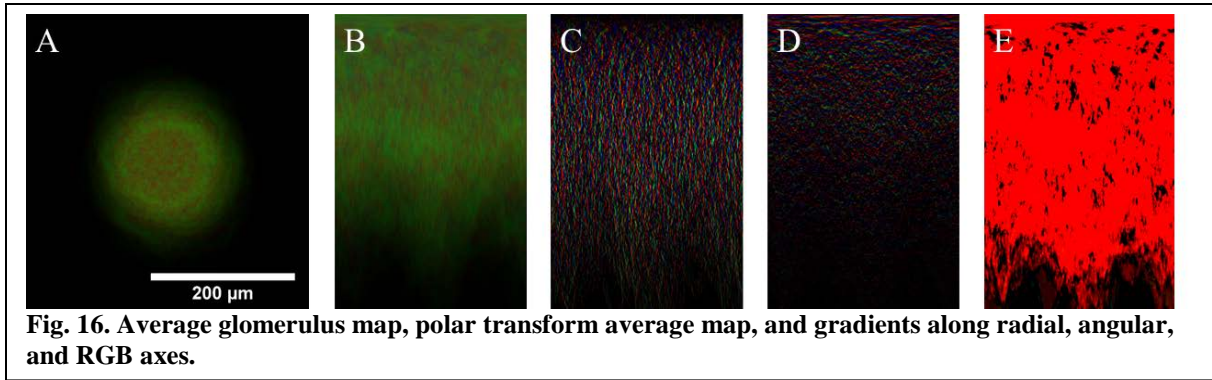 A B C D E
200 µm
Fig. 16. Average glomerulus map, polar transform average map, and gradients along radial, angular,
and RGB axes.